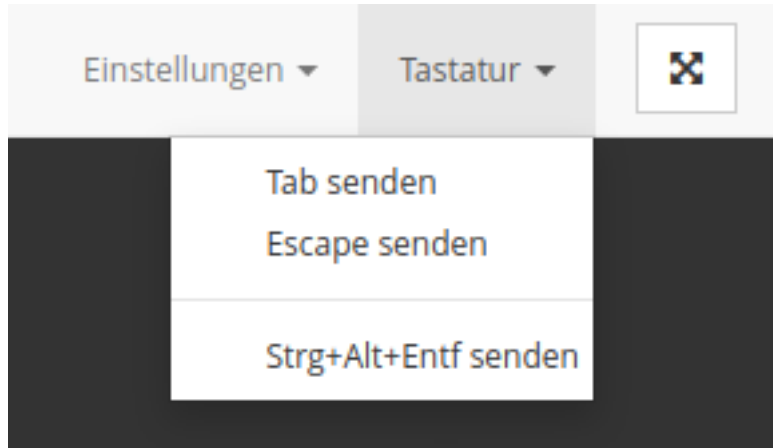 Einstellungen Tastatur
Tab senden
Escape senden
Strg+Alt+Entf senden